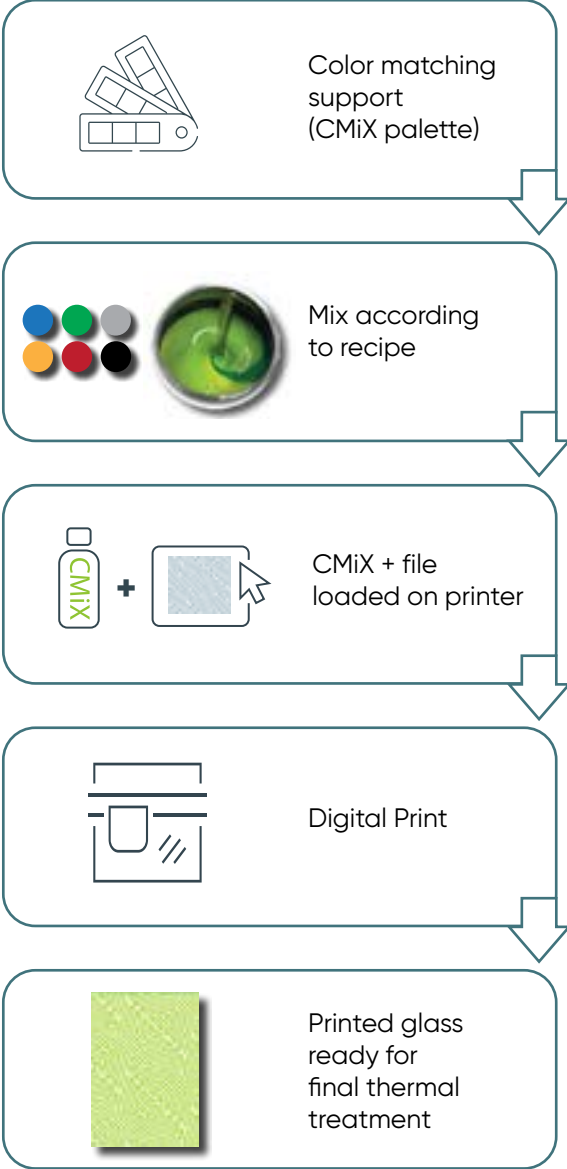 Color matching
support
(CMiX palette)
Mix according
to recipe
CMiX
+
CMiX + file
loaded on printer
Digital Print
Printed glass
ready for
final thermal
treatment